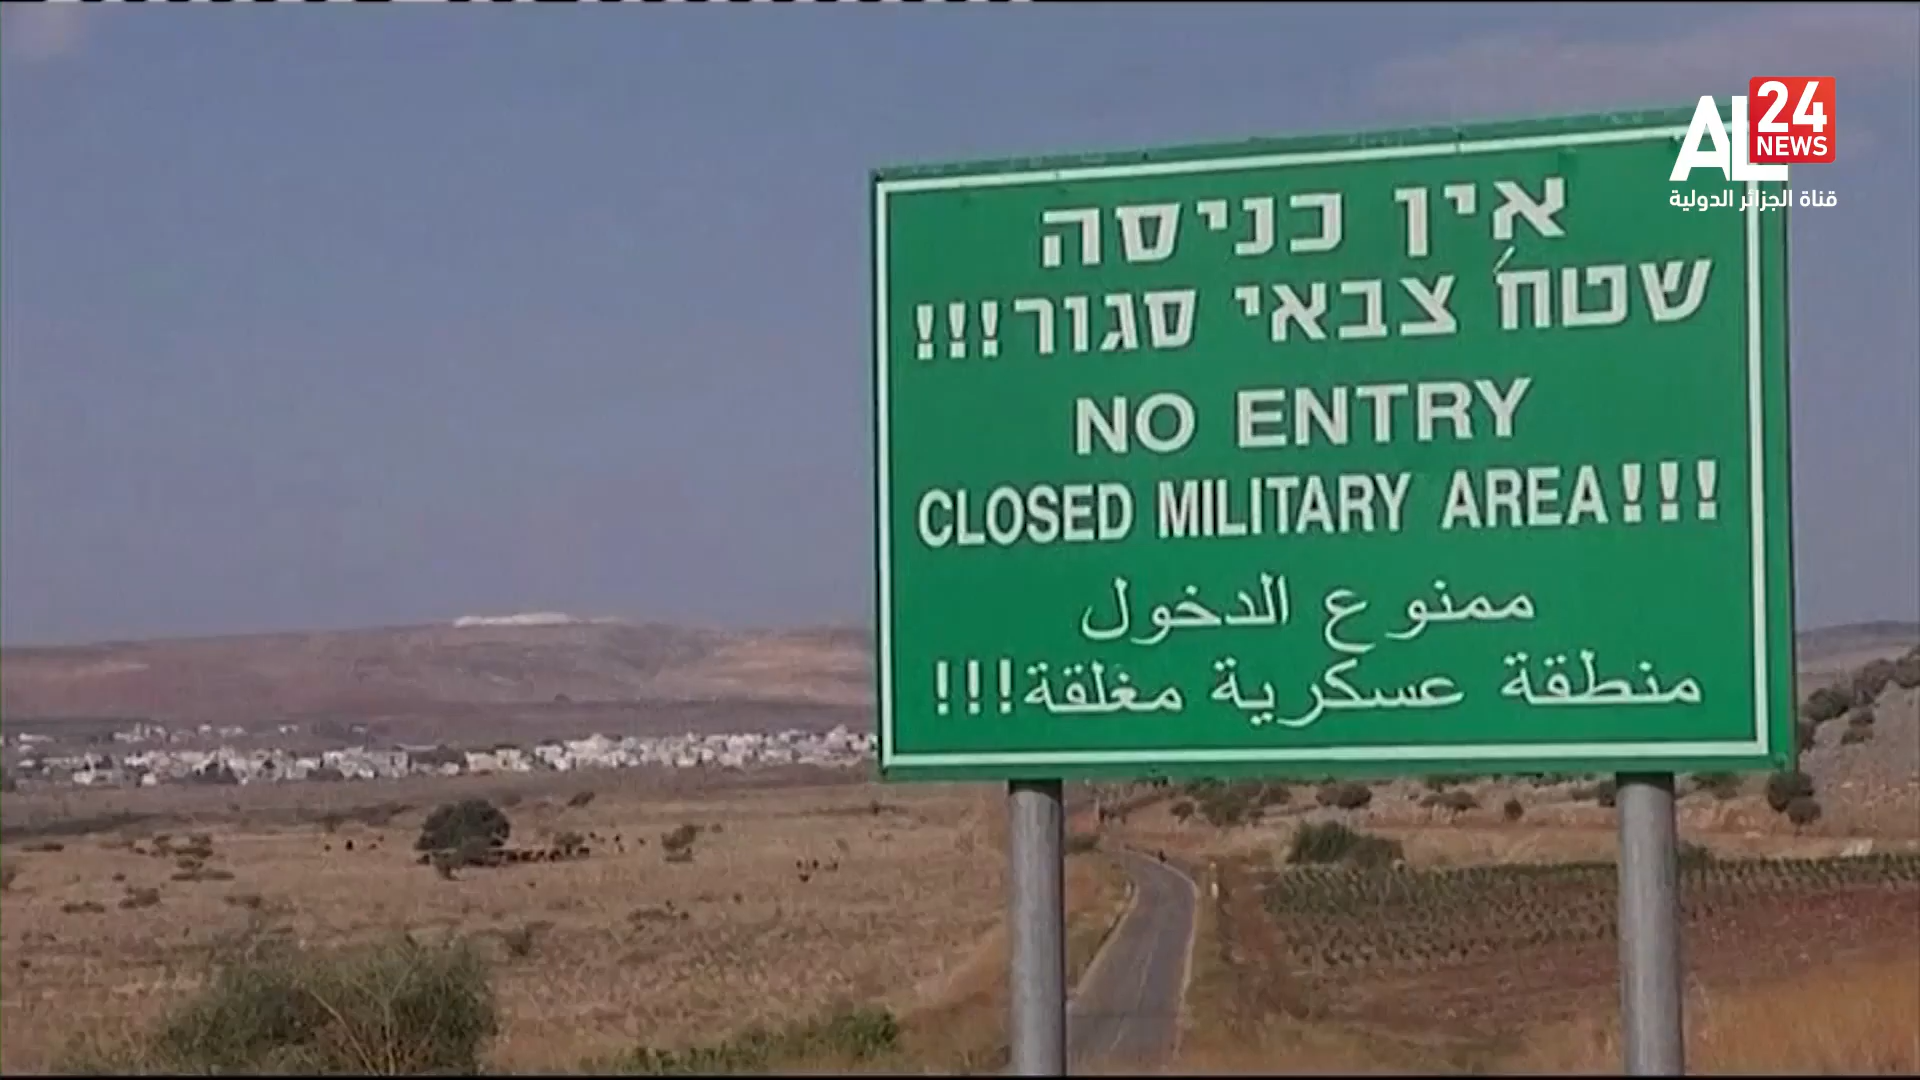 AL
24
NEWS
قناة الجزائر الدولية
אין כניסה
שטח צבאי סגור!!!
NO ENTRY
CLOSED MILITARY AREA!!!
ممنوع الدخول
منطقة عسكرية مغلقة!!!